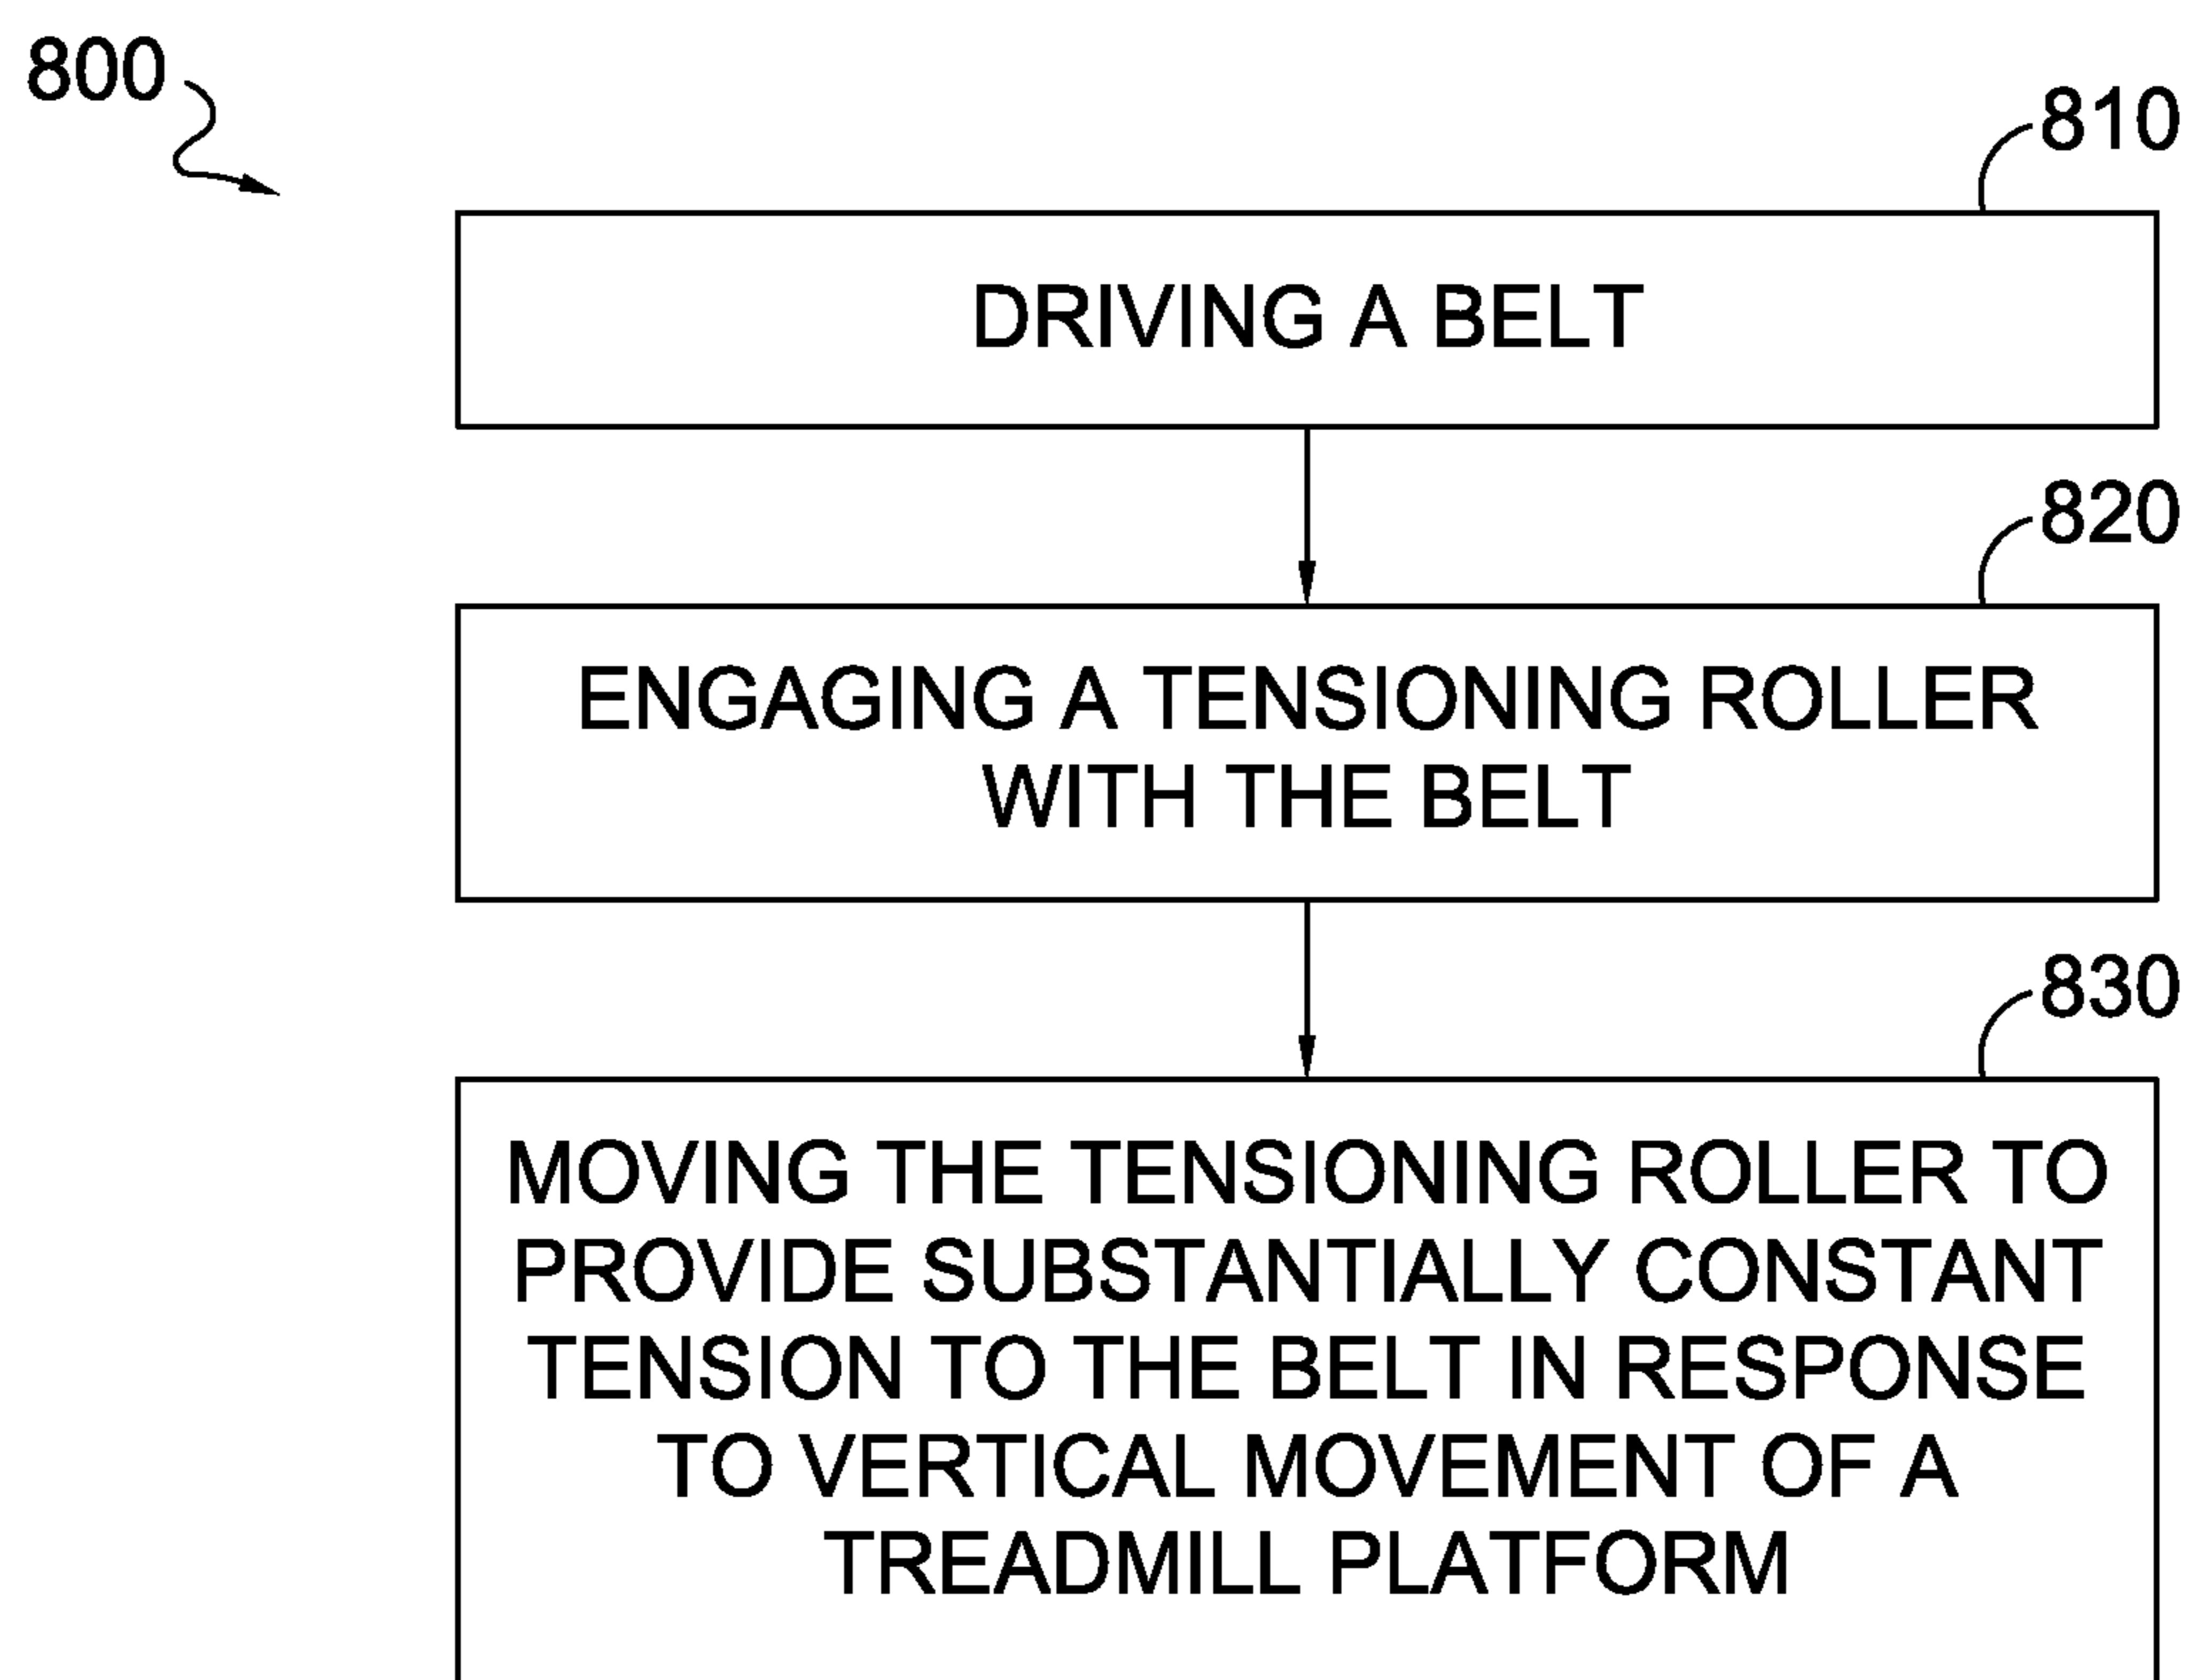 800
810
DRIVING A BELT
820
ENGAGING A TENSIONING ROLLER
WITH THE BELT
830
MOVING THE TENSIONING ROLLER TO
PROVIDE SUBSTANTIALLY CONSTANT
TENSION TO THE BELT IN RESPONSE
TO VERTICAL MOVEMENT OF A
TREADMILL PLATFORM